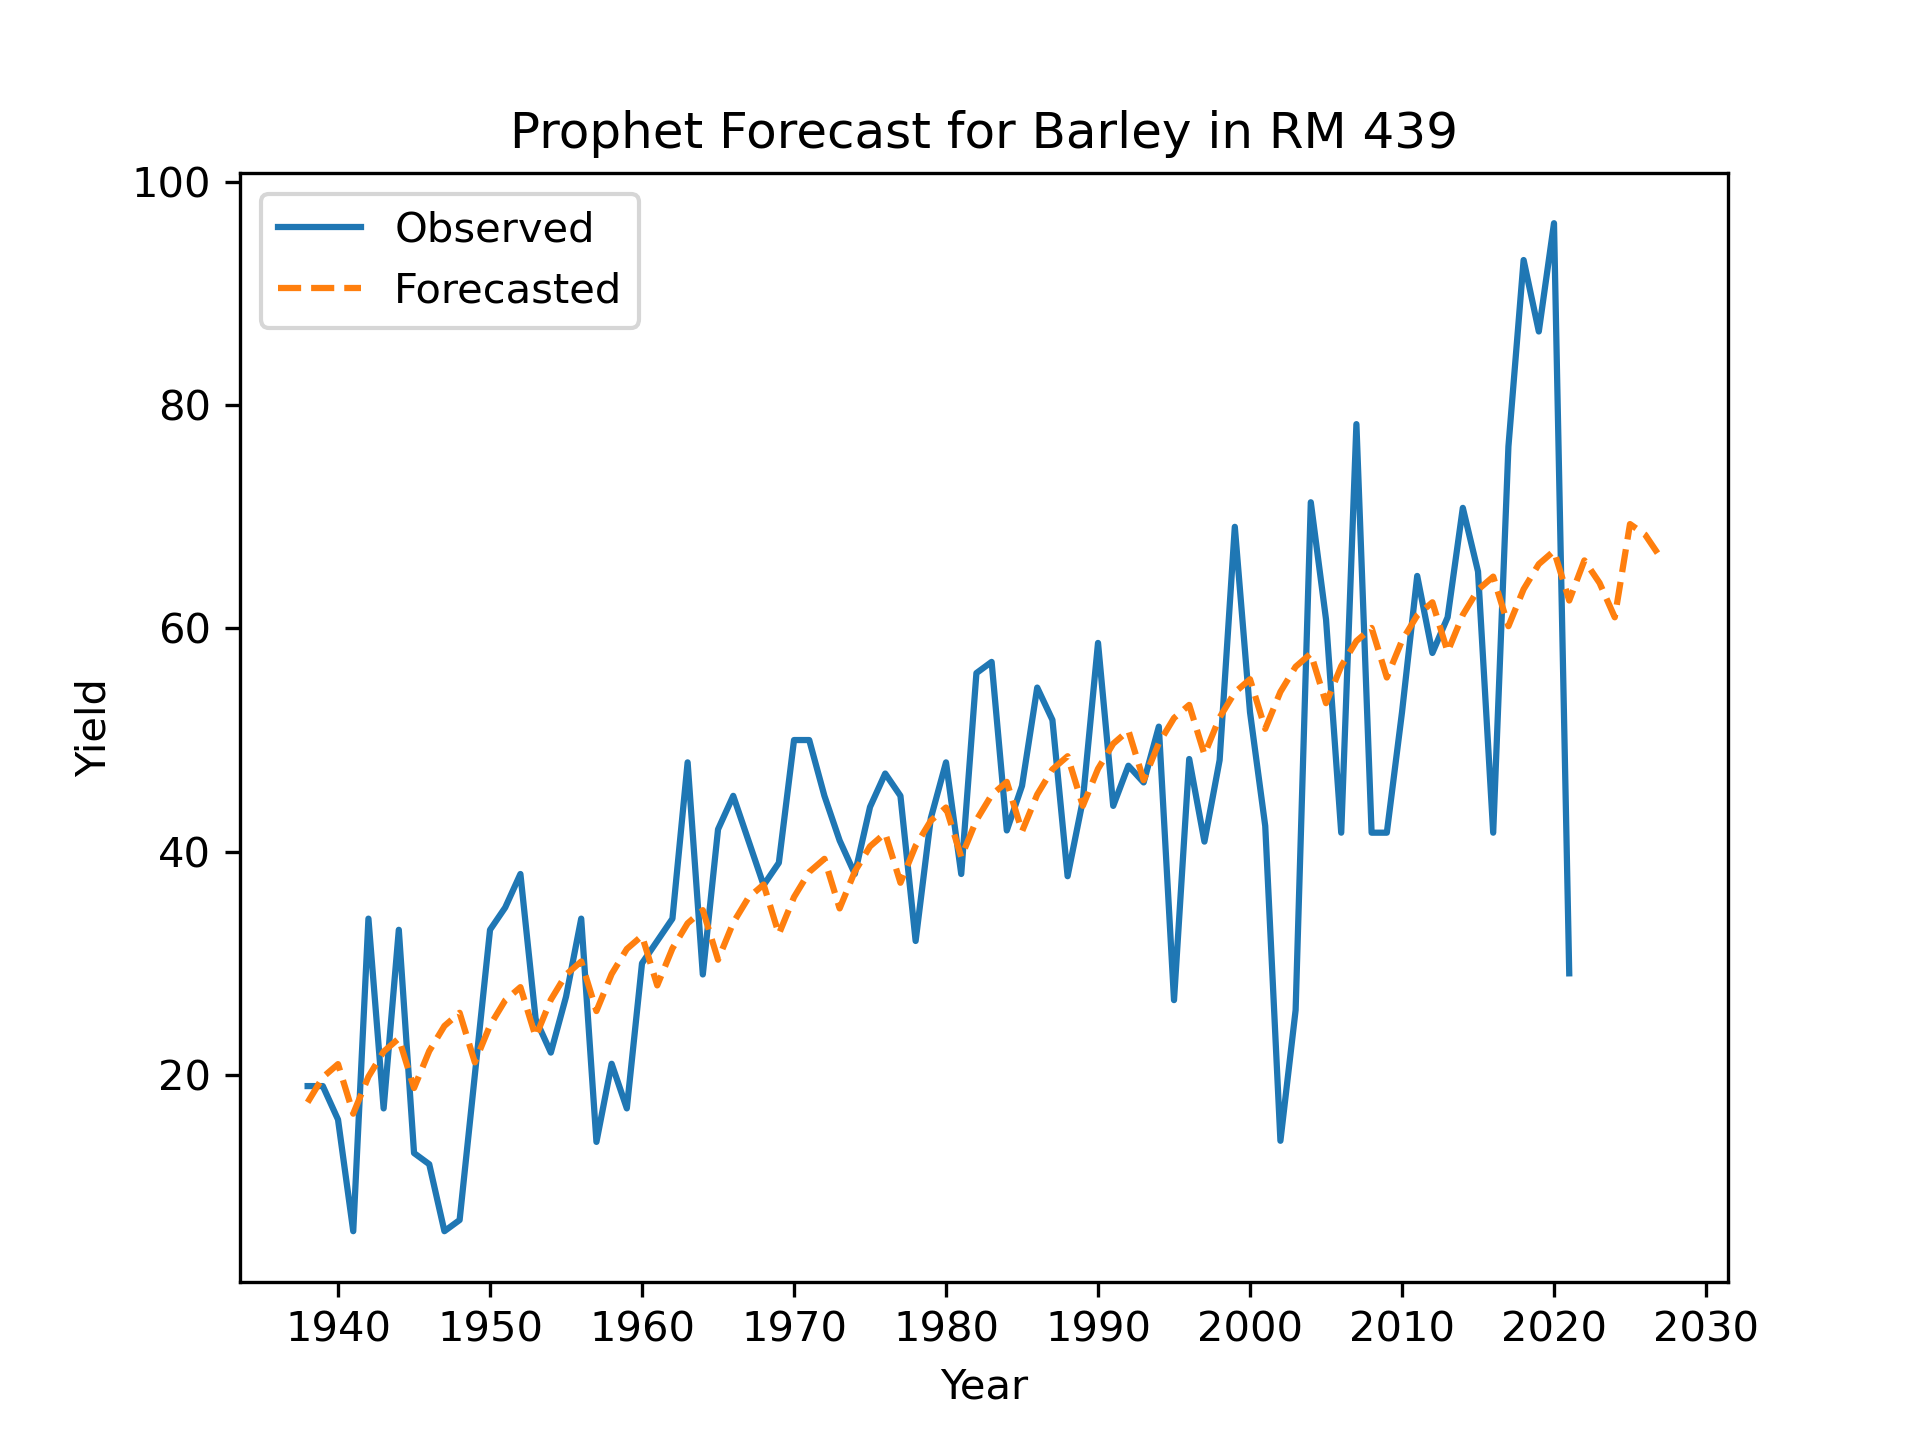 Prophet Forecast for Barley in RM 439
100
80
60
40
20
Yield
Observed
Forecasted
1940 1950 1960 1970 1980 1990 2000 2010 2020 2030
Year